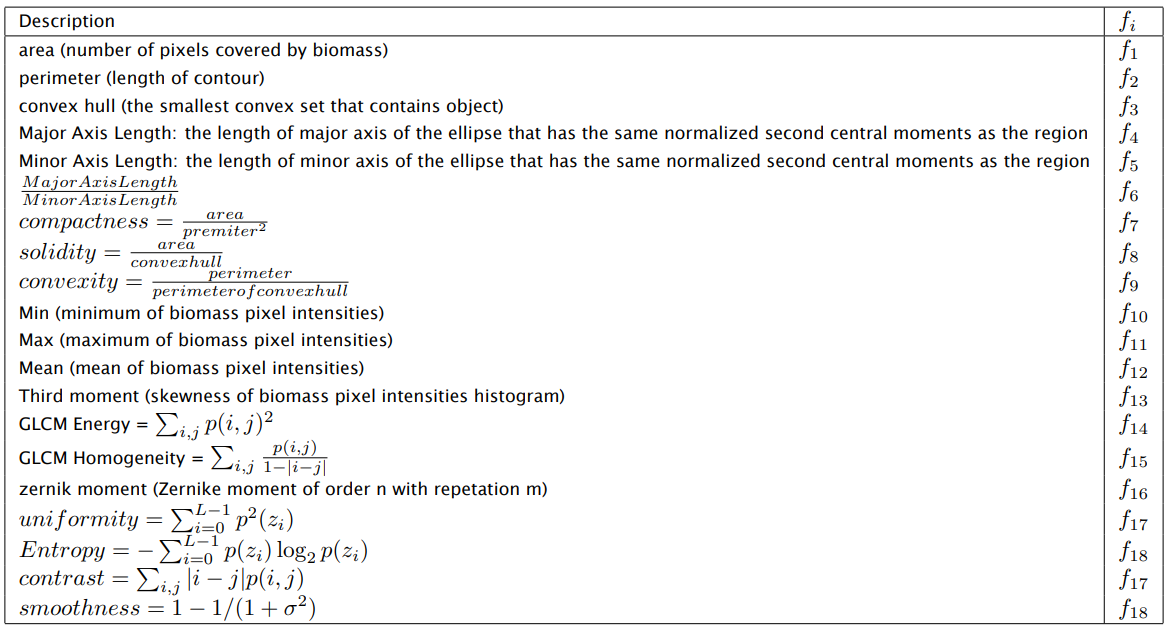 Description f_i
area (number of pixels covered by biomass) f_1
perimeter (length of contour) f_2
convex hull (the smallest convex set that contains object) f_3
Major Axis Length: the length of major axis of the ellipse that has the same normalized second central moments as the region f_4
Minor Axis Length: the length of minor axis of the ellipse that has the same normalized second central moments as the region f_5
\frac{MajorAxisLength}{MinorAxisLength} f_6
compactness = \frac{area}{premiter^2} f_7
solidity = \frac{area}{convexhull} f_8
convexity = \frac{perimeter}{perimeterofconvexhull} f_9
Min (minimum of biomass pixel intensities) f_{10}
Max (maximum of biomass pixel intensities) f_{11}
Mean (mean of biomass pixel intensities) f_{12}
Third moment (skewness of biomass pixel intensities histogram) f_{13}
GLCM Energy = \sum_{i,j} p(i,j)^2 f_{14}
GLCM Homogeneity = \sum_{i,j} \frac{p(i,j)}{1-|i-j|} f_{15}
zernik moment (Zernike moment of order n with repetation m) f_{16}
uniformity = \sum_{i=0}^{L-1} p^2(z_i) f_{17}
Entropy = -\sum_{i=0}^{L-1} p(z_i) \log_2 p(z_i) f_{18}
contrast = \sum_{i,j} |i-j|p(i,j) f_{17}
smoothness = 1 - 1/(1 + σ^2) f_{18}